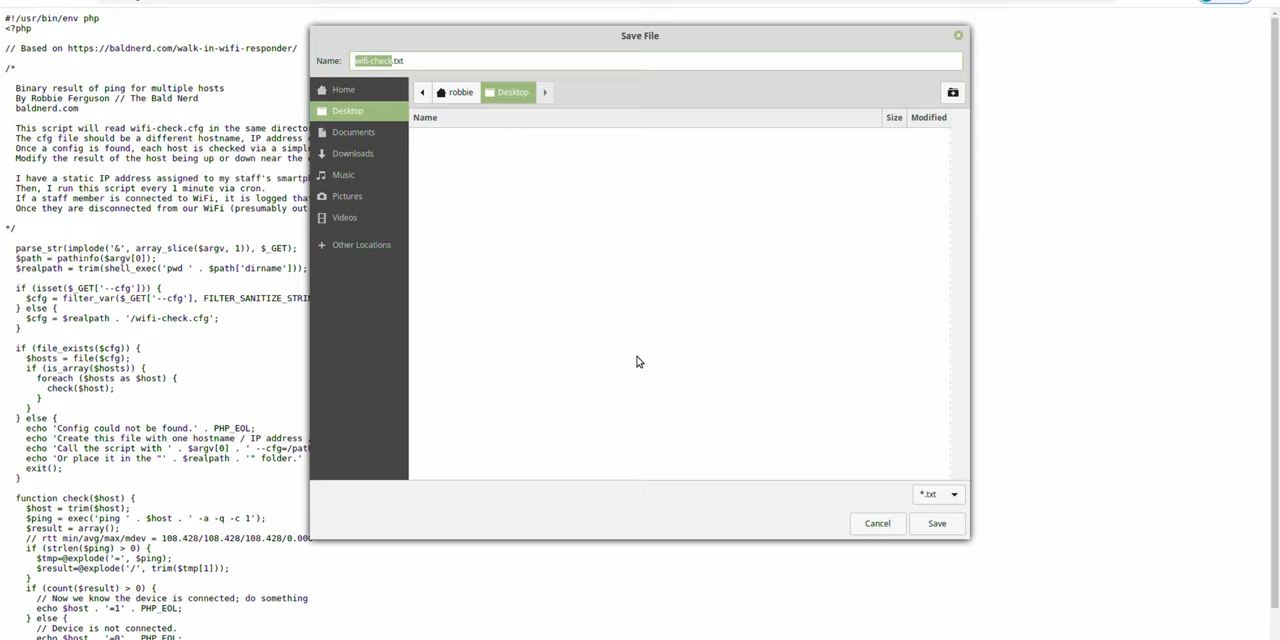 #!/usr/bin/env php
<?php
// Based on https://baldnerd.com/walk-in-wifi-responder/
/*
Binary result of ping for multiple hosts
By Robbie Ferguson // The Bald Nerd
baldnerd.com
This script will read wifi-check.cfg in the same direc
The cfg file should be a different hostname, IP address
Once a config is found, each host is checked via a simpl
Modify the result of the host being up or down near the
I have a static IP address assigned to my staff's smartp
Then, I run this script every 1 minute via cron.
If a staff member is connected to WiFi, it is logged tha
Once they are disconnected from our WiFi (presumably out
*/
parse_str(implode('&', array_slice($argv, 1)), $_GET);
$path = pathinfo($argv[0]);
$realpath = trim(shell_exec('pwd ' . $path['dirname']));
if (isset($_GET['--cfg'])) {
$cfg = filter_var($_GET['--cfg'], FILTER_SANITIZE_STRI
} else {
$cfg = $realpath . '/wifi-check.cfg';
}
if (file_exists($cfg)) {
$hosts = file($cfg);
if (is_array($hosts)) {
foreach ($hosts as $host) {
check($host);
}
}
} else {
echo 'Config could not be found.' . PHP_EOL;
echo 'Create this file with one hostname / IP address
echo 'Call the script with ' . $argv[0] . ' --cfg=/pat
echo 'Or place it in the "' . $realpath . '" folder.'
exit();
}
function check($host) {
$host = trim($host);
$ping = exec('ping ' . $host . ' -a -q -c 1');
$result = array();
// rtt min/avg/max/mdev = 108.428/108.428/108.428/0.000
if (strlen($ping) > 0) {
$tmp=@explode('=', $ping);
$result=@explode('/', trim($tmp[1]));
}
if (count($result) > 0) {
// Now we know the device is connected; do something
echo $host . '=1' . PHP_EOL;
} else {
// Device is not connected.
echo $host . '=0' . PHP_EOL;
Save File
Name: wifi-check.txt
robbie Desktop
Home
Desktop
Documents
Downloads
Music
Pictures
Videos
Other Locations
Name Size Modified
*.txt
Cancel Save